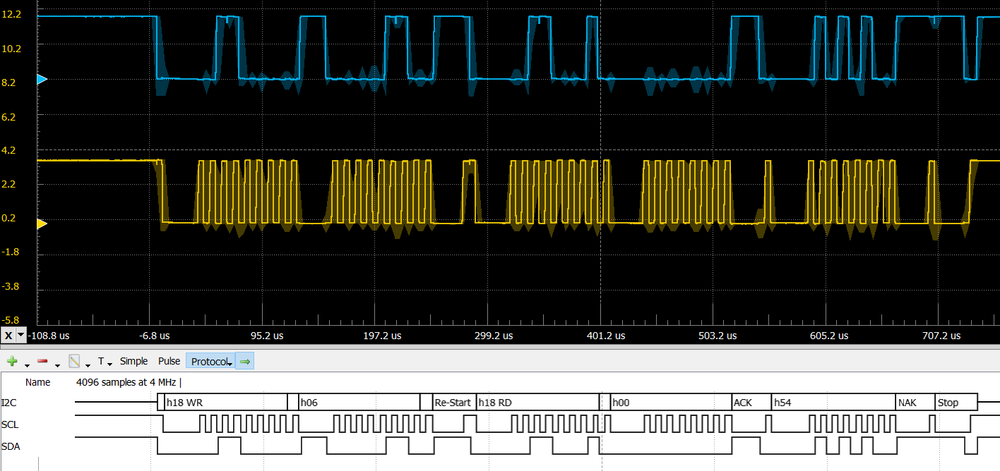 12.2
10.2
8.2
6.2
4.2
2.2
0.2
-1.8
-3.8
-5.8
X -108.8 us -6.8 us 95.2 us 197.2 us 299.2 us 401.2 us 503.2 us 605.2 us 707.2 us
T Simple Pulse Protocol
Name 4096 samples at 4 MHz |
I2C h18 WR h06 Re-Start h18 RD h00 ACK h54 NAK Stop
SCL
SDA